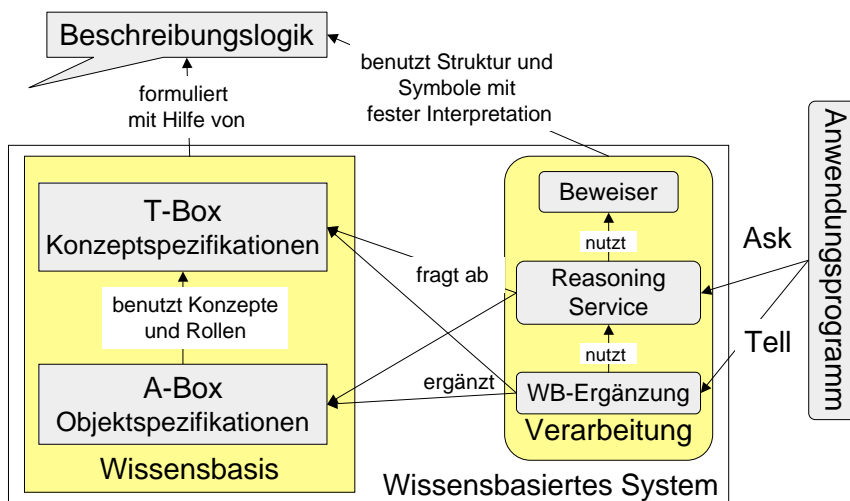 Beschreibungslogik
benutzt Struktur und
Symbole mit
fester Interpretation
formuliert
mit Hilfe von
Anwendungsprogramm
T-Box
Konzeptspezifikationen
Beweiser
nutzt
Ask
fragt ab
Reasoning
Service
benutzt Konzepte
und Rollen
Tell
nutzt
A-Box
Objektspezifikationen
ergänzt
WB-Ergänzung
Verarbeitung
Wissensbasis
Wissensbasiertes System